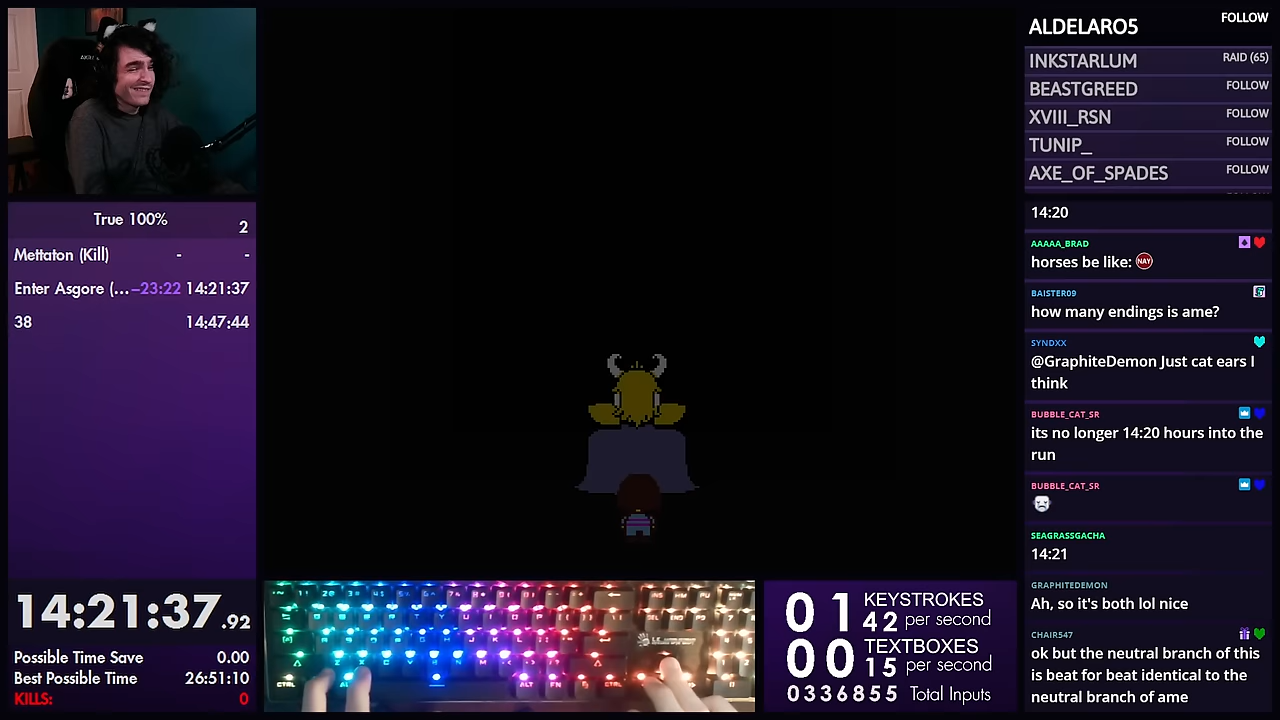 True 100%
2
Mettaton (Kill) - -
Enter Asgore (... −23:22 14:21:37
38 14:47:44
14:21:37.92
Possible Time Save 0.00
Best Possible Time 26:51:10
KILLS: 0
01 KEYSTROKES
42 per second
TEXTBOXES
00 15 per second
0336855 Total Inputs
ALDELARO5 FOLLOW
INKSTARLUM RAID (65)
BEASTGREED FOLLOW
XVIII_RSN FOLLOW
TUNIP_ FOLLOW
AXE_OF_SPADES FOLLOW
14:20
AAAAA_BRAD
horses be like: NAY
BAISTER09
how many endings is ame?
SYNDXX
@GraphiteDemon Just cat ears I
think
BUBBLE_CAT_SR
its no longer 14:20 hours into the
run
BUBBLE_CAT_SR
SEAGRASSGACHA
14:21
GRAPHITEDEMON
Ah, so it's both lol nice
CHAIR547
ok but the neutral branch of this
is beat for beat identical to the
neutral branch of ame